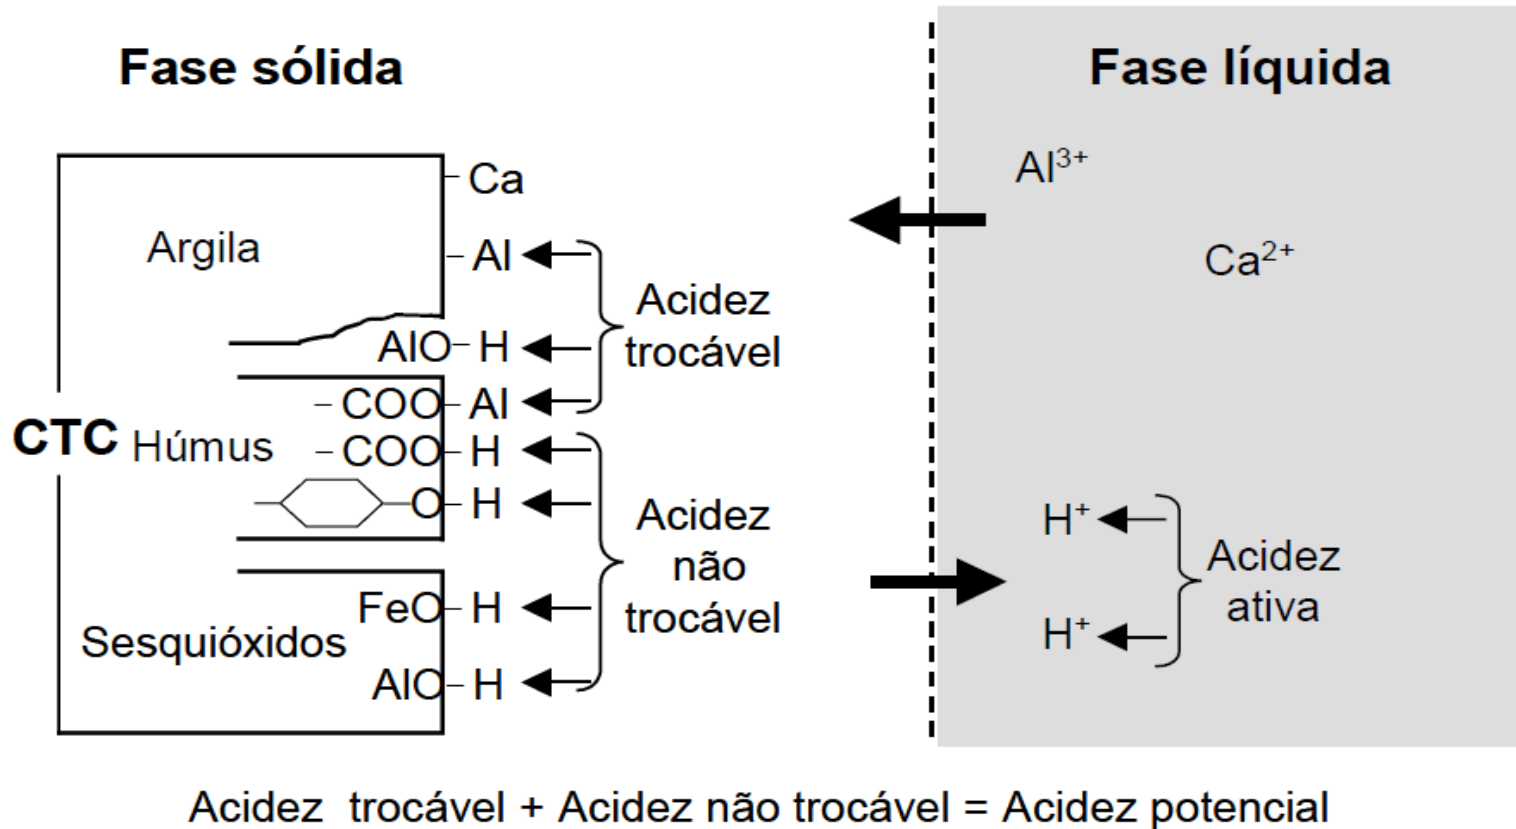 Fase sólida
Fase líquida
Ca
Argila
Al
AlO H
COO Al
CTC Húmus
COO H
O H
FeO H
Sesquióxidos
AlO H
Acidez
trocável
Acidez
não
trocável
Al³⁺
Ca²⁺
H⁺
H⁺
Acidez
ativa
Acidez trocável + Acidez não trocável = Acidez potencial